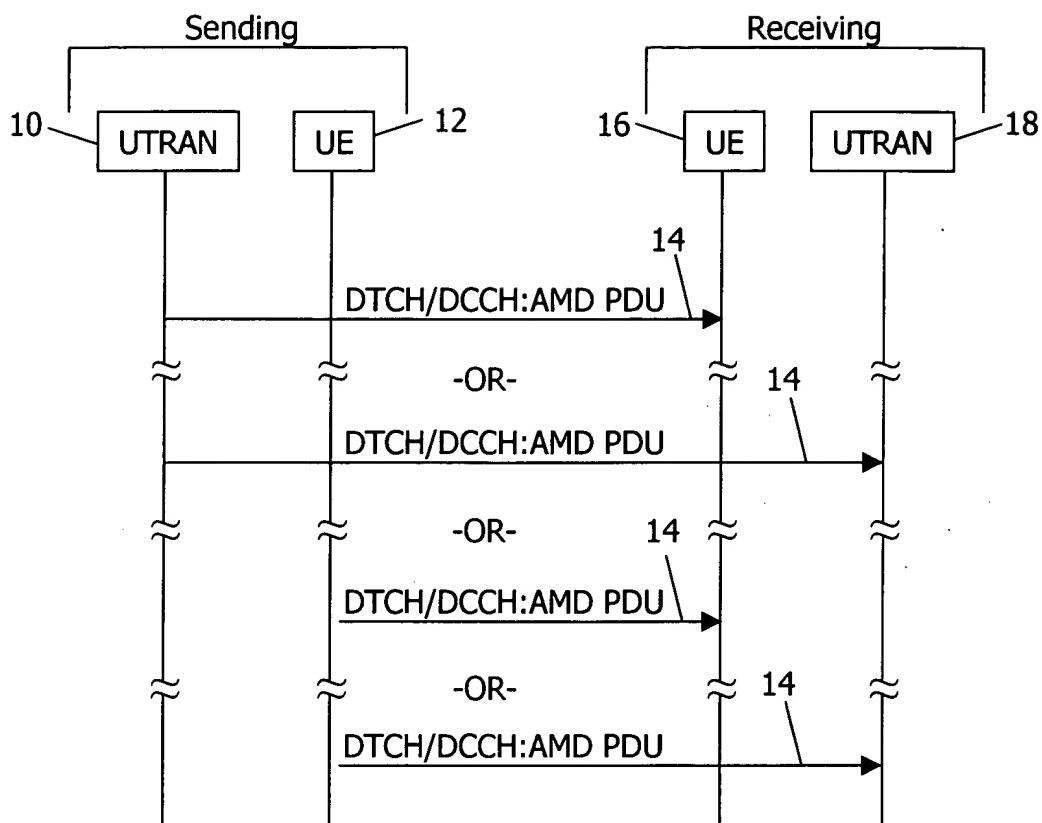 Sending Receiving
10 UTRAN UE 12 16 UE UTRAN 18
14
DTCH/DCCH:AMD PDU
-OR- 14
DTCH/DCCH:AMD PDU
-OR- 14
DTCH/DCCH:AMD PDU
-OR- 14
DTCH/DCCH:AMD PDU